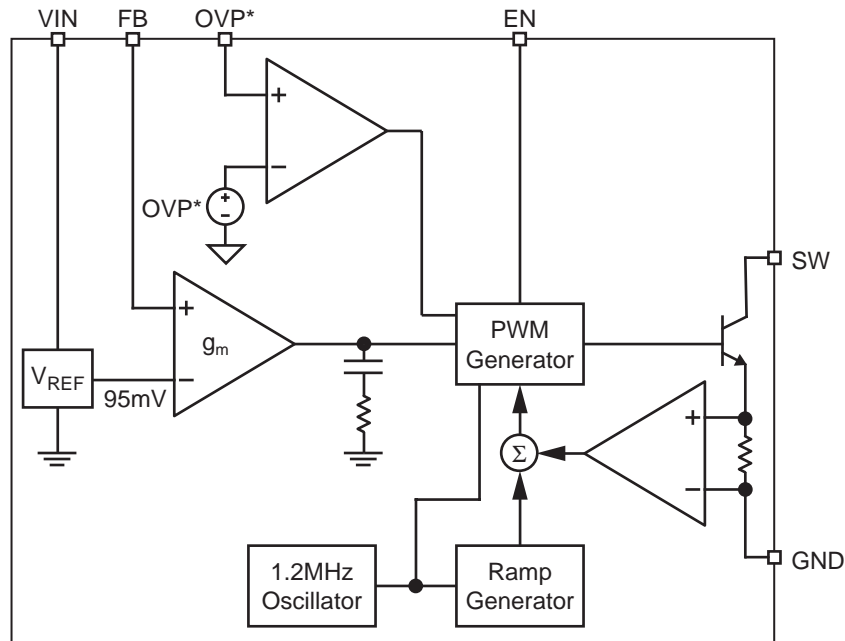 VIN FB OVP* EN
+
−
OVP*
+
−
SW
+
gm
−
VREF
95mV
PWM
Generator
+
−
Σ
GND
1.2MHz
Oscillator
Ramp
Generator